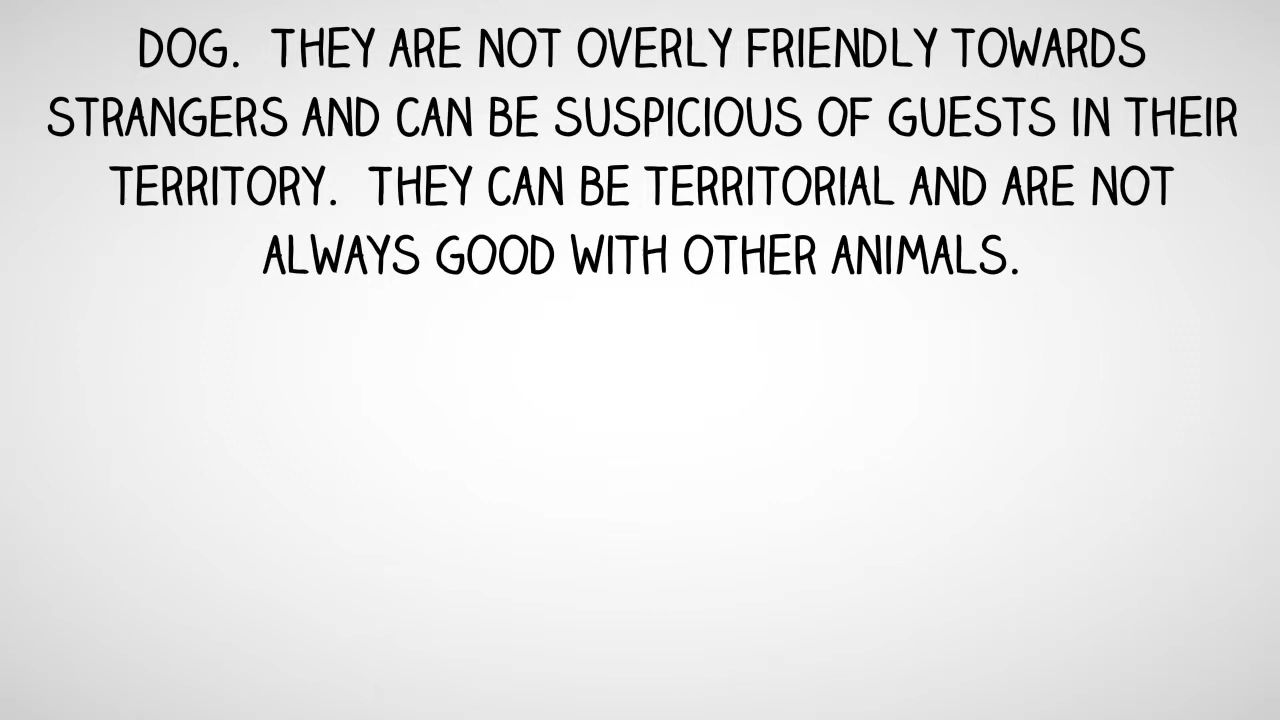 DOG.  THEY ARE NOT OVERLY FRIENDLY TOWARDS
STRANGERS AND CAN BE SUSPICIOUS OF GUESTS IN THEIR
TERRITORY.  THEY CAN BE TERRITORIAL AND ARE NOT
ALWAYS GOOD WITH OTHER ANIMALS.